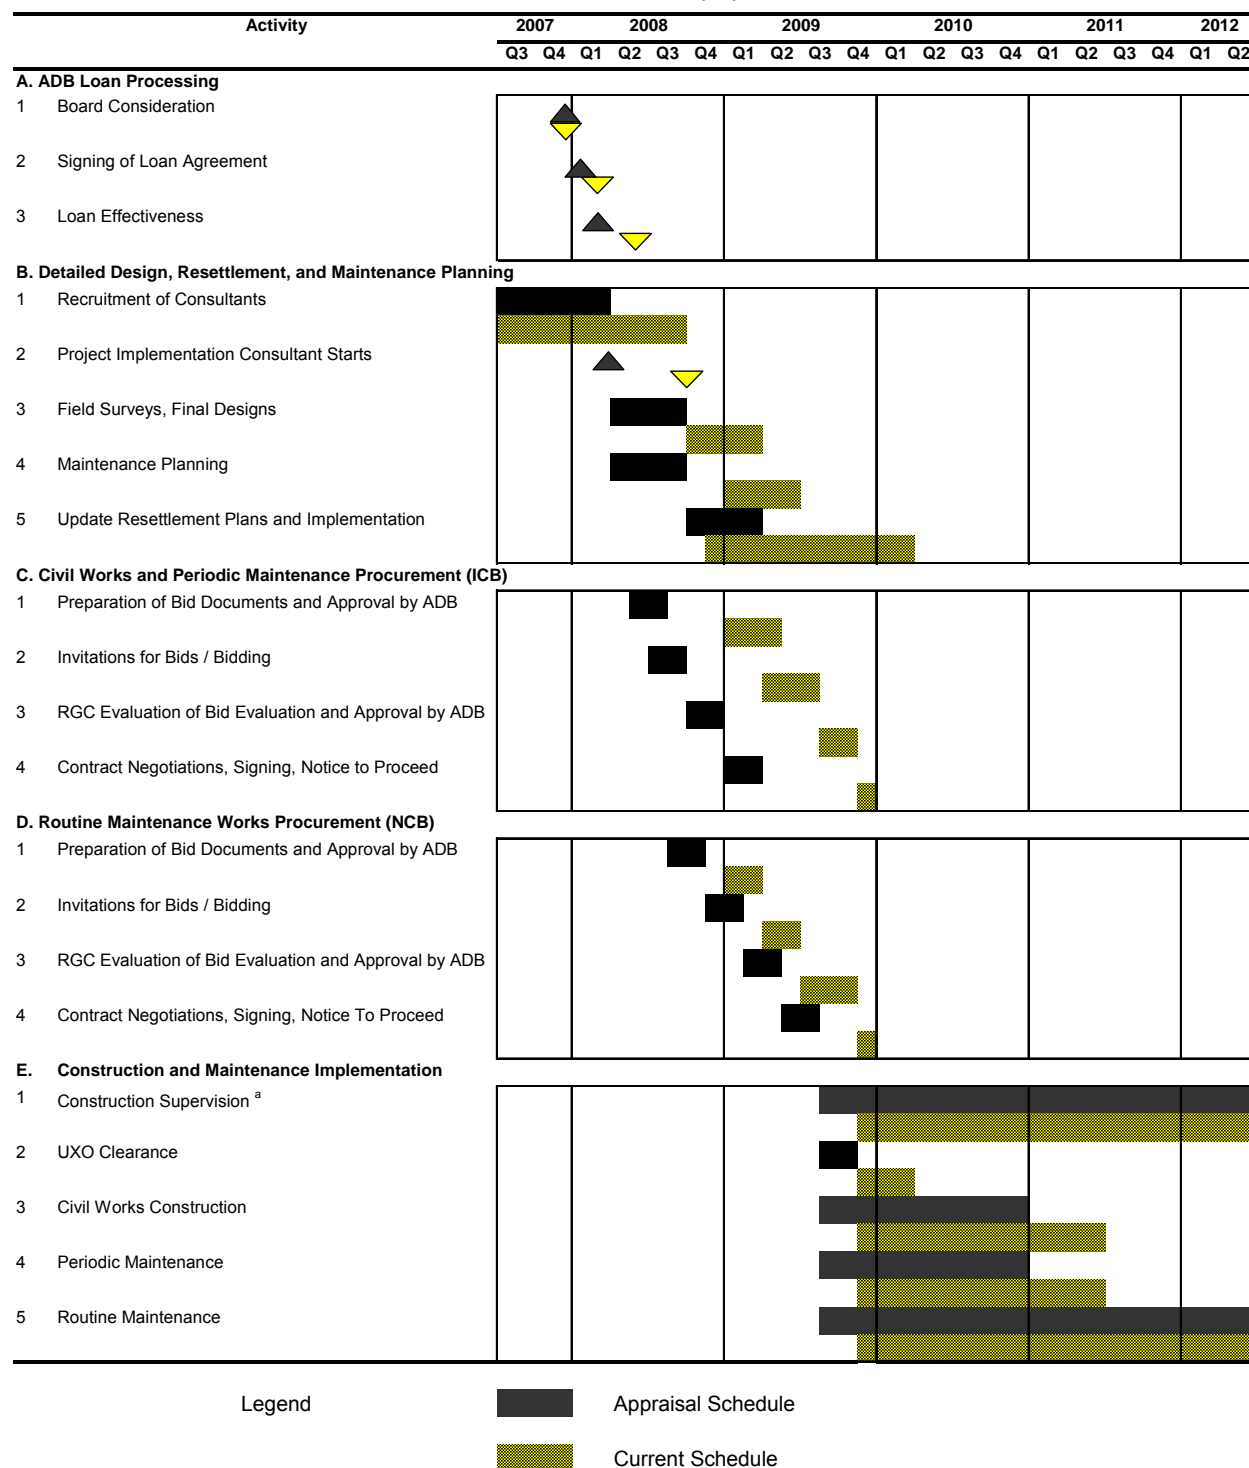 Activity 2007 2008 2009 2010 2011 2012
Q3 Q4 Q1 Q2 Q3 Q4 Q1 Q2 Q3 Q4 Q1 Q2 Q3 Q4 Q1 Q2 Q3 Q4 Q1 Q2
A. ADB Loan Processing
1 Board Consideration
2 Signing of Loan Agreement
3 Loan Effectiveness
B. Detailed Design, Resettlement, and Maintenance Planning
1 Recruitment of Consultants
2 Project Implementation Consultant Starts
3 Field Surveys, Final Designs
4 Maintenance Planning
5 Update Resettlement Plans and Implementation
C. Civil Works and Periodic Maintenance Procurement (ICB)
1 Preparation of Bid Documents and Approval by ADB
2 Invitations for Bids / Bidding
3 RGC Evaluation of Bid Evaluation and Approval by ADB
4 Contract Negotiations, Signing, Notice to Proceed
D. Routine Maintenance Works Procurement (NCB)
1 Preparation of Bid Documents and Approval by ADB
2 Invitations for Bids / Bidding
3 RGC Evaluation of Bid Evaluation and Approval by ADB
4 Contract Negotiations, Signing, Notice To Proceed
E. Construction and Maintenance Implementation
1 Construction Supervision a
2 UXO Clearance
3 Civil Works Construction
4 Periodic Maintenance
5 Routine Maintenance
Legend Appraisal Schedule
Current Schedule